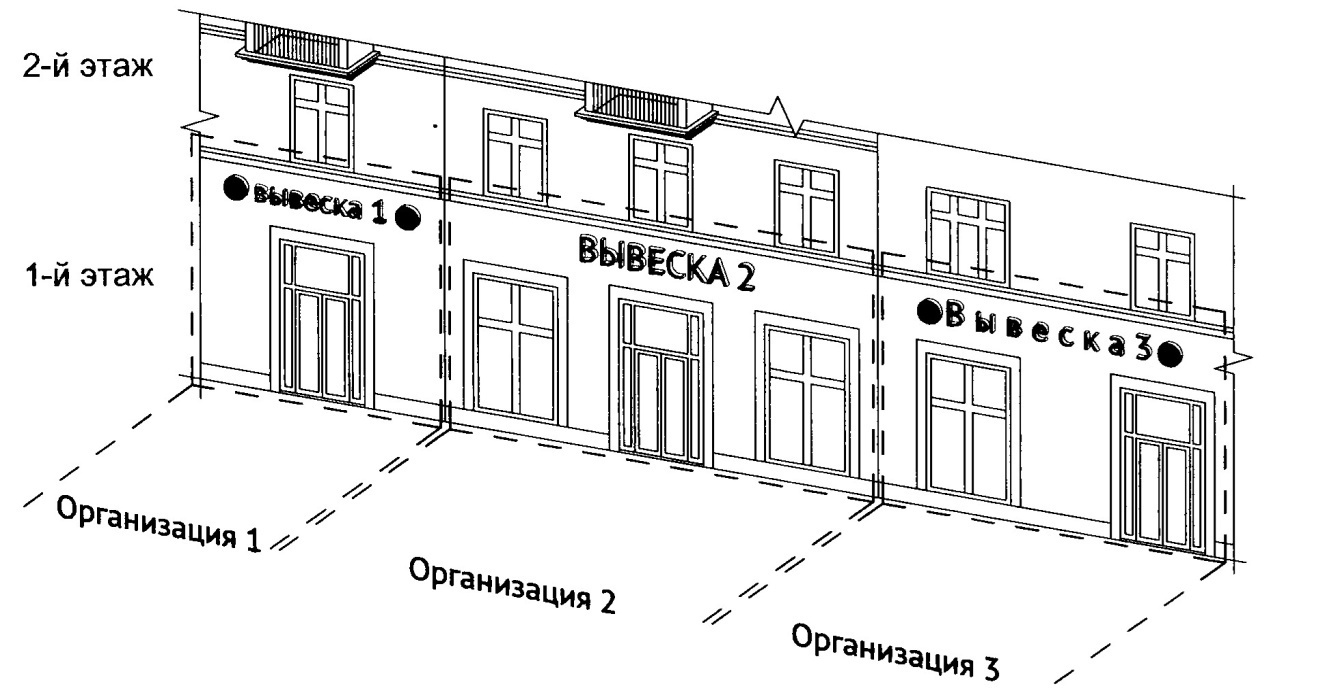 2-й этаж
вывеска 1
1-й этаж
ВЫВЕСКА 2
Вывеска 3
Организация 1
Организация 2
Организация 3